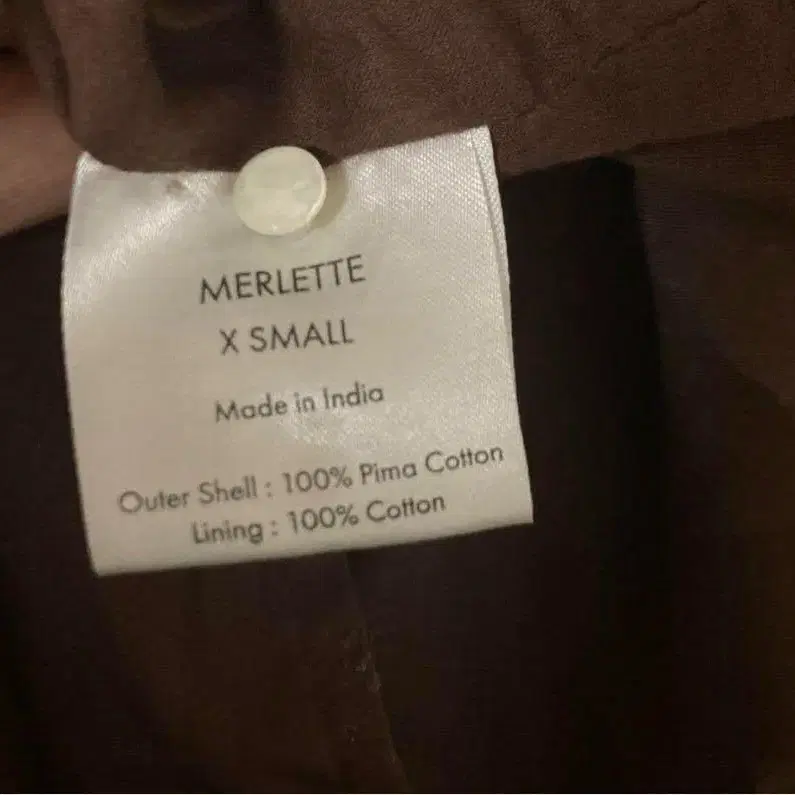 MERLETTE
X SMALL
Made in India
Outer Shell : 100% Pima Cotton
Lining : 100% Cotton